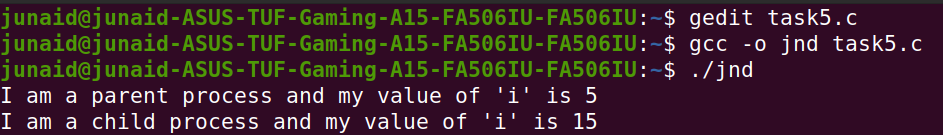 junaid@junaid-ASUS-TUF-Gaming-A15-FA506IU-FA506IU:~$ gedit task5.c
junaid@junaid-ASUS-TUF-Gaming-A15-FA506IU-FA506IU:~$ gcc -o jnd task5.c
junaid@junaid-ASUS-TUF-Gaming-A15-FA506IU-FA506IU:~$ ./jnd
I am a parent process and my value of 'i' is 5
I am a child process and my value of 'i' is 15